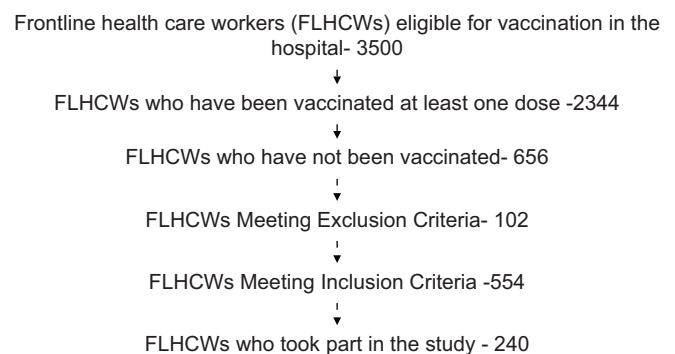 Frontline health care workers (FLHCWs) eligible for vaccination in the
hospital- 3500
FLHCWs who have been vaccinated at least one dose -2344
FLHCWs who have not been vaccinated- 656
FLHCWs Meeting Exclusion Criteria- 102
FLHCWs Meeting Inclusion Criteria -554
FLHCWs who took part in the study - 240